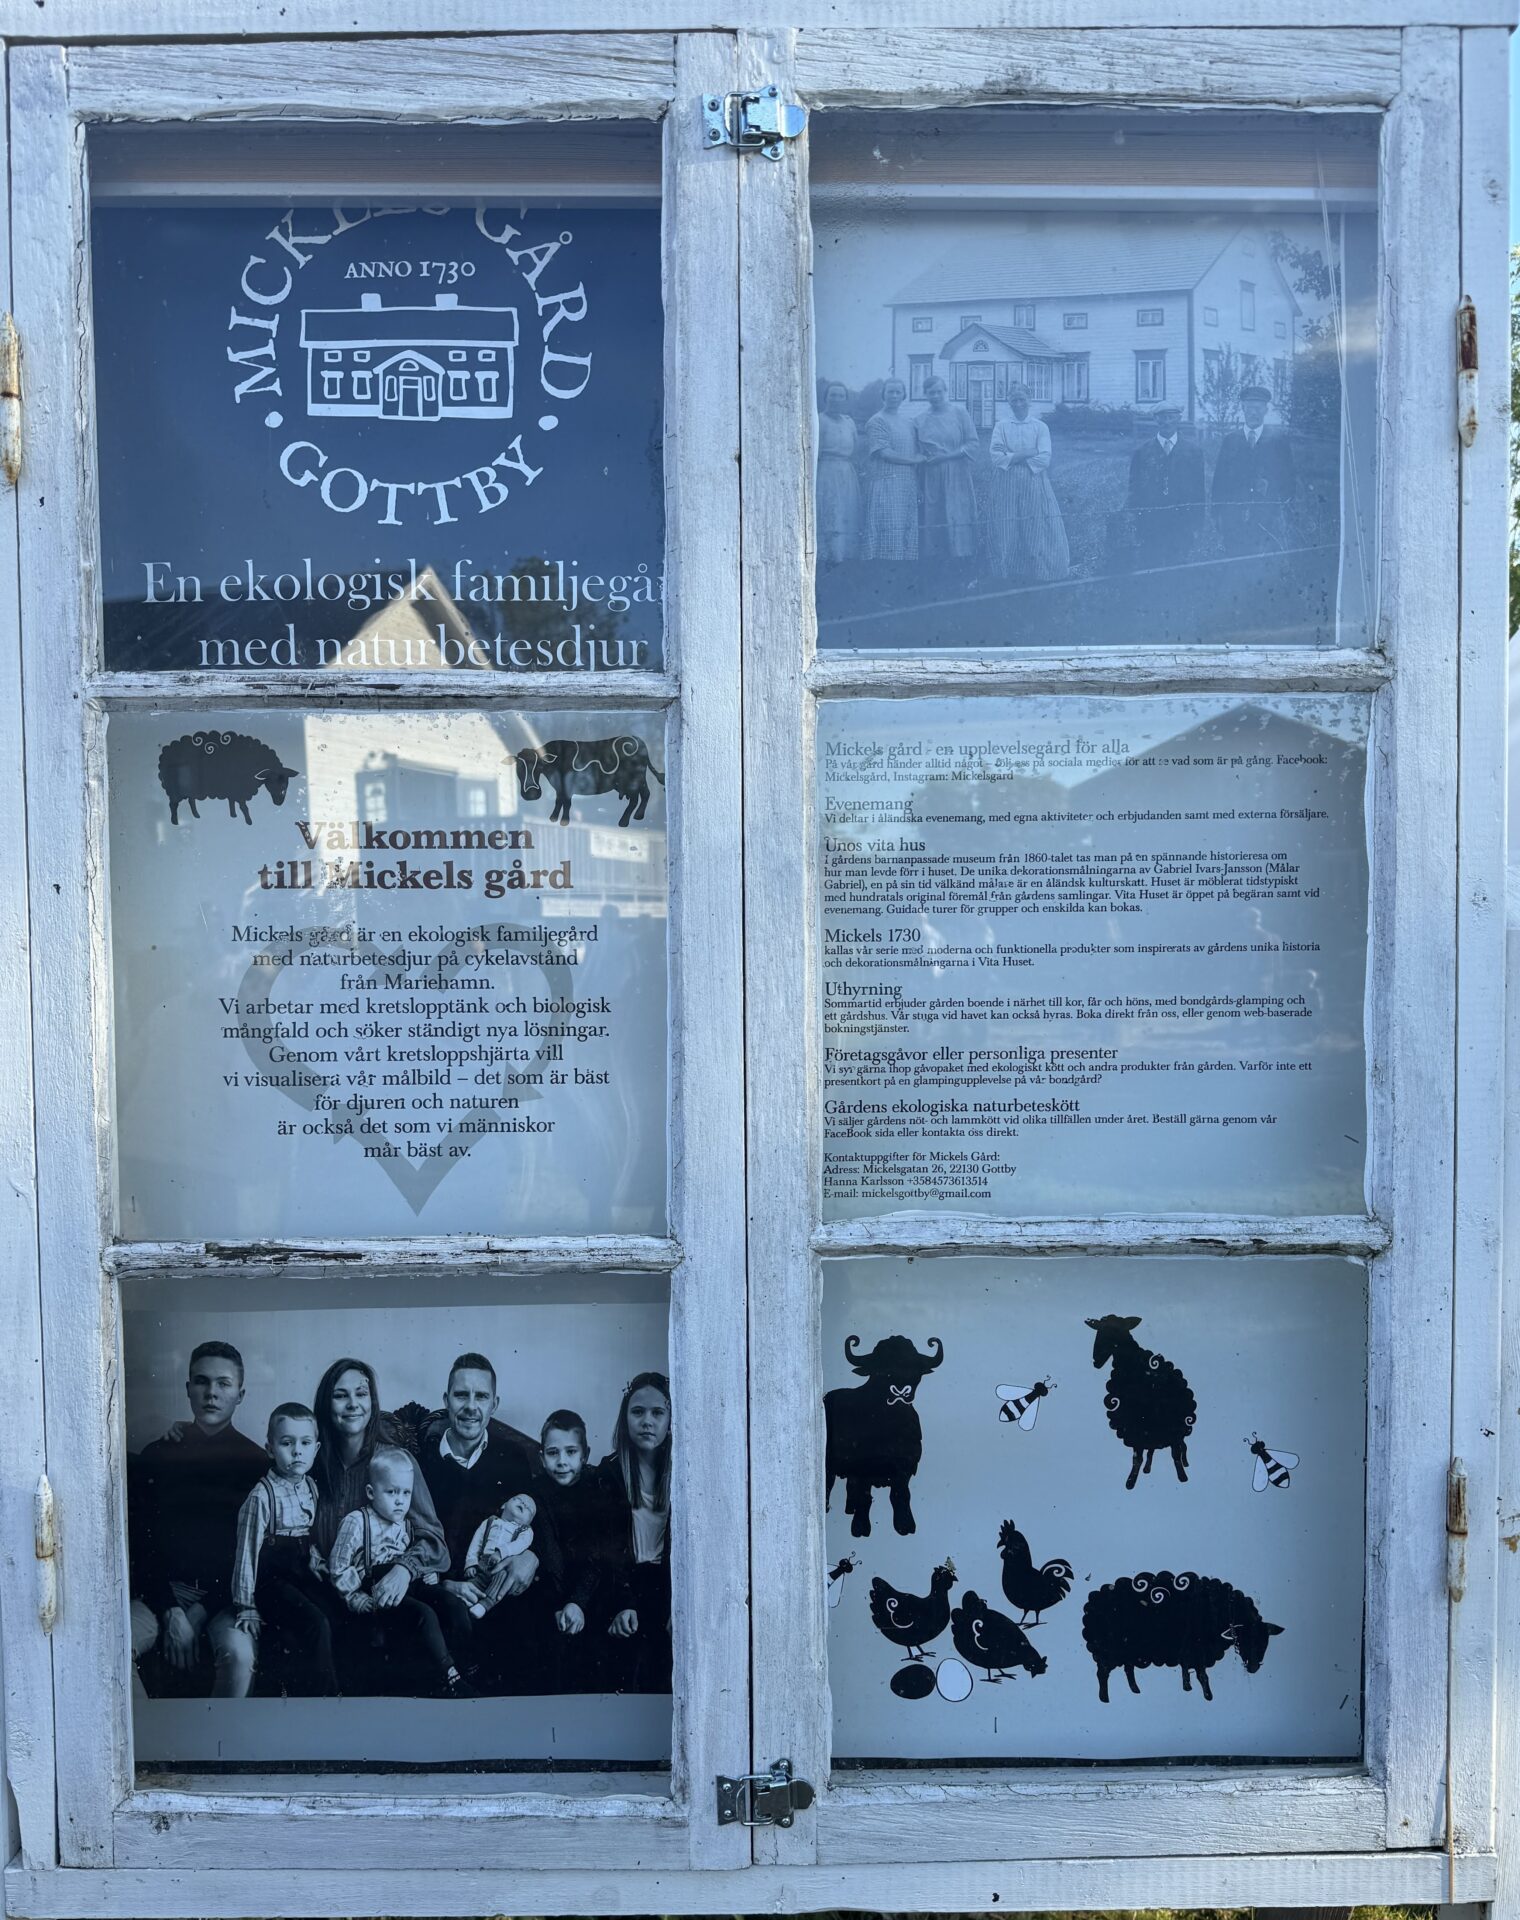 MICKELS GÅRD
ANNO 1730
GOTTBY
En ekologisk familjegå
med naturbetesdjur
Välkommen
till Mickels gård
Mickels gård är en ekologisk familjegård
med naturbetesdjur på cykelavstånd
från Mariehamn.
Vi arbetar med kretslopptänk och biologisk
mångfald och söker ständigt nya lösningar.
Genom vårt kretsloppshjärta vill
vi visualisera vår målbild – det som är bäst
för djuren och naturen
är också det som vi människor
mår bäst av.
Mickels gård - en upplevelsegård för alla
På vår gård händer alltid något – följ oss på sociala medier för att se vad som är på gång. Facebook:
Mickelsgård, Instagram: Mickelsgård
Evenemang
Vi deltar i åländska evenemang, med egna aktiviteter och erbjudanden samt med externa försäljare.
Unos vita hus
I gårdens barnanpassade museum från 1860-talet tas man på en spännande historieresa om
hur man levde förr i huset. De unika dekorationsmålningarna av Gabriel Ivars-Jansson (Målar
Gabriel), en på sin tid välkänd målare är en åländsk kulturskatt. Huset är möblerat tidstypiskt
med hundratals original föremål från gårdens samlingar. Vita Huset är öppet på begäran samt vid
evenemang. Guidade turer för grupper och enskilda kan bokas.
Mickels 1730
kallas vår serie med moderna och funktionella produkter som inspirerats av gårdens unika historia
och dekorationsmålningarna i Vita Huset.
Uthyrning
Sommartid erbjuder gården boende i närhet till kor, får och höns, med bondgårds-glamping och
ett gårdshus. Vår stuga vid havet kan också hyras. Boka direkt från oss, eller genom web-baserade
bokningstjänster.
Företagsgåvor eller personliga presenter
Vi syr gärna ihop gåvopaket med ekologiskt kött och andra produkter från gården. Varför inte ett
presentkort på en glampingupplevelse på vår bondgård?
Gårdens ekologiska naturbeteskött
Vi säljer gårdens nöt- och lammkött vid olika tillfällen under året. Beställ gärna genom vår
FaceBook sida eller kontakta oss direkt.
Kontaktuppgifter för Mickels Gård:
Adress: Mickelsgatan 26, 22130 Gottby
Hanna Karlsson +3584573613514
E-mail: mickelsgottby@gmail.com